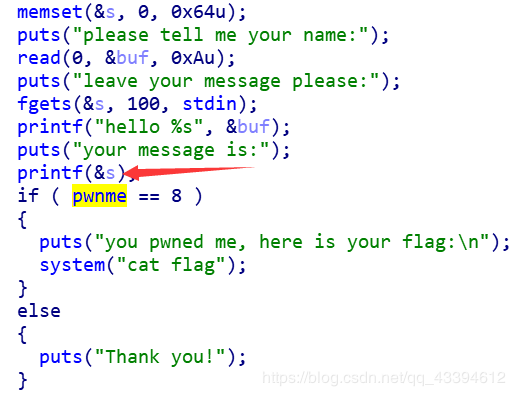 memset(&s, 0, 0x64u);
puts("please tell me your name:");
read(0, &buf, 0xAu);
puts("leave your message please:");
fgets(&s, 100, stdin);
printf("hello %s", &buf);
puts("your message is:");
printf(&s);
if ( pwnme == 8 )
{
  puts("you pwned me, here is your flag:\n");
  system("cat flag");
}
else
{
  puts("Thank you!");
}
https://blog.csdn.net/qq_43394612